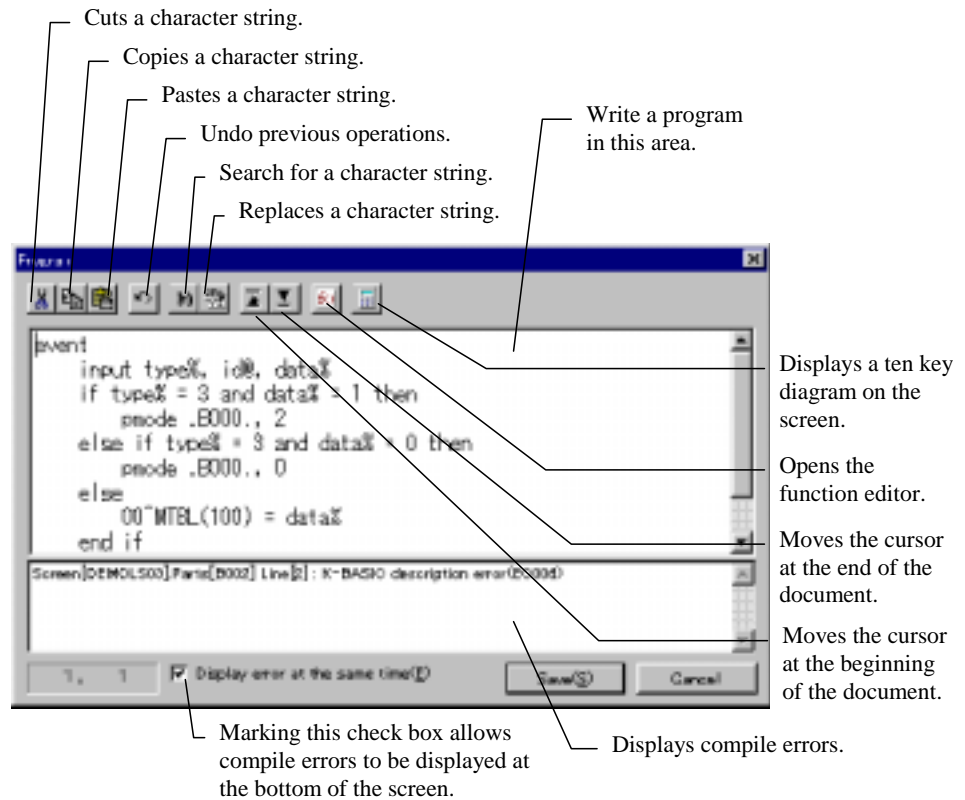 Cuts a character string.
Copies a character string.
Pastes a character string.
Undo previous operations.
Search for a character string.
Replaces a character string.
Write a program
in this area.
event
input type%, id@, data%
if type% = 3 and data% = 1 then
pmode .B000., 2
else if type% = 3 and data% = 0 then
pmode .B000., 0
else
00~MTBL(100) = data%
end if
Screen[DEMOLS03].Parts[B002] Line[2] : K-BASIC description error
1, 1
Display error at the same time(E)
Save(S)
Cancel
Displays a ten key
diagram on the
screen.
Opens the
function editor.
Moves the cursor
at the end of the
document.
Moves the cursor
at the beginning
of the document.
Marking this check box allows
compile errors to be displayed at
the bottom of the screen.
Displays compile errors.